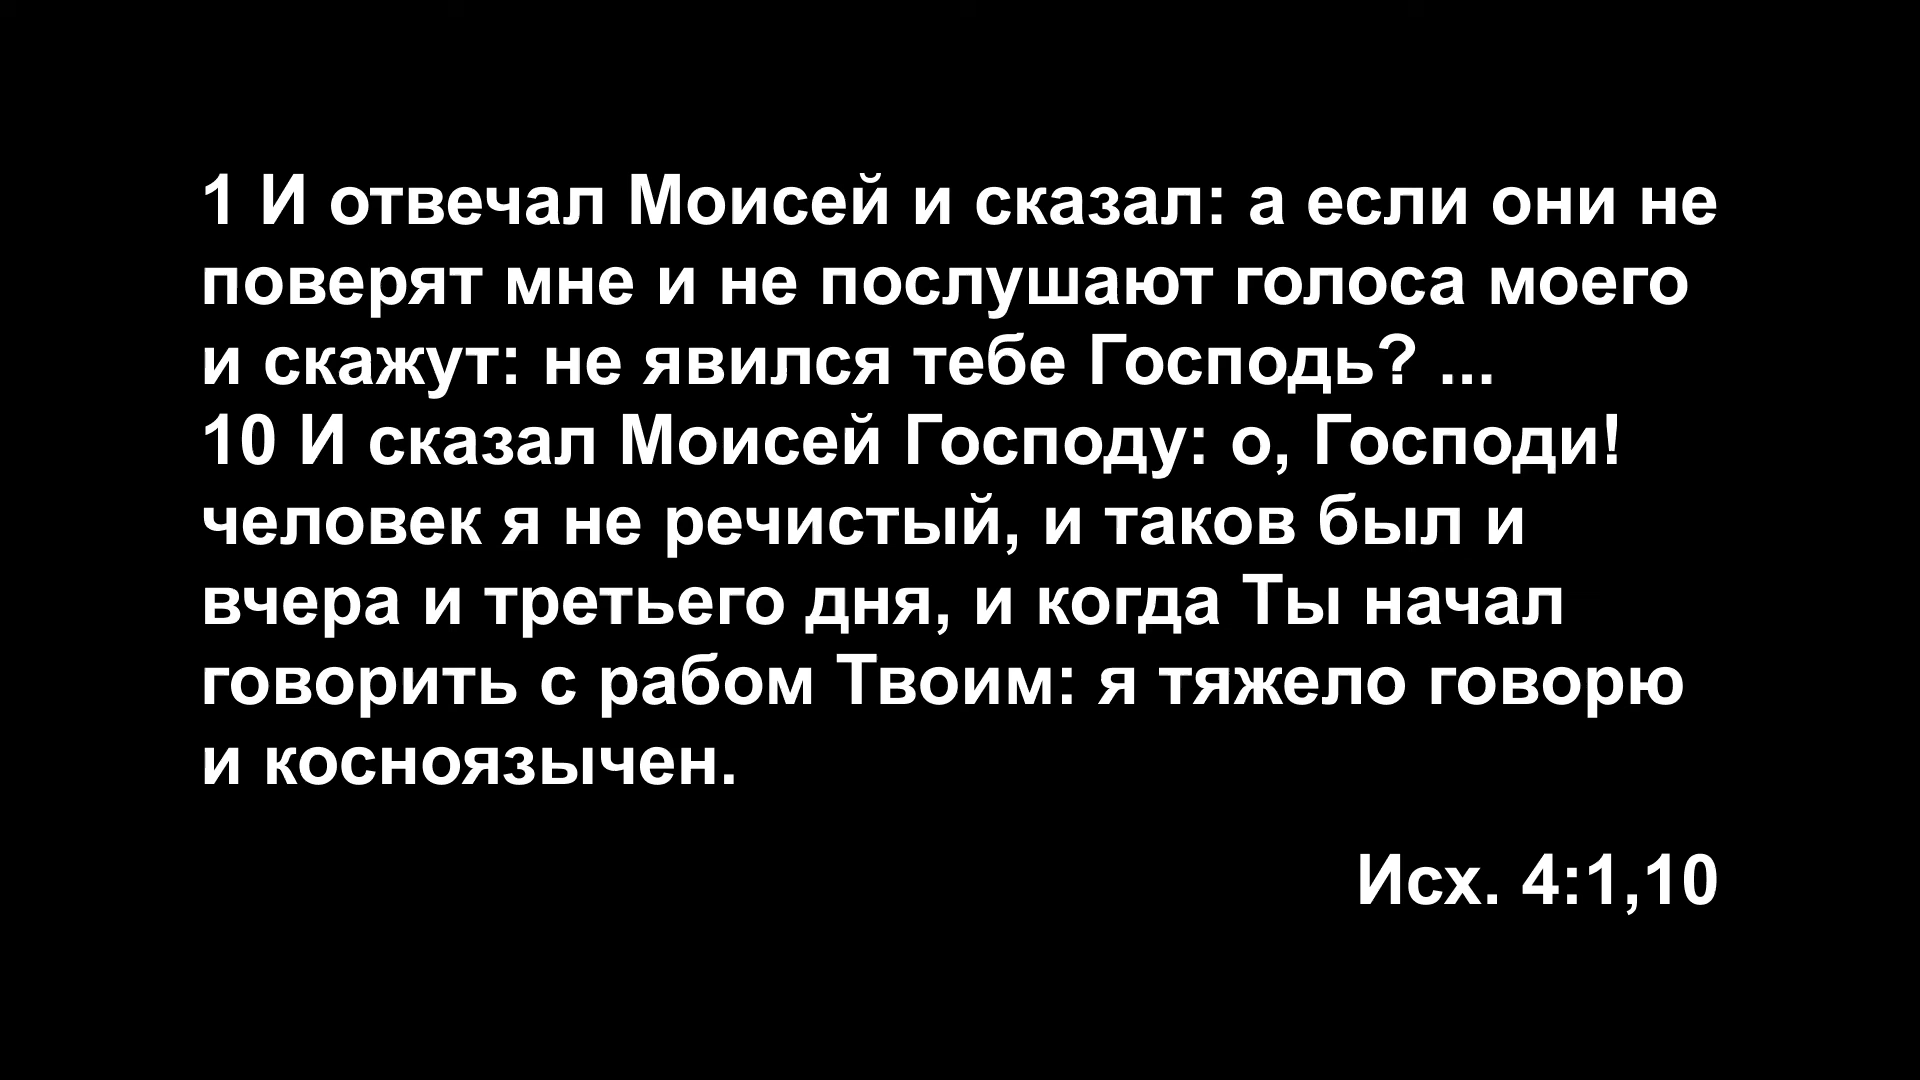 1 И отвечал Моисей и сказал: а если они не
поверят мне и не послушают голоса моего
и скажут: не явился тебе Господь? ...
10 И сказал Моисей Господу: о, Господи!
человек я не речистый, и таков был и
вчера и третьего дня, и когда Ты начал
говорить с рабом Твоим: я тяжело говорю
и косноязычен.
Исх. 4:1,10